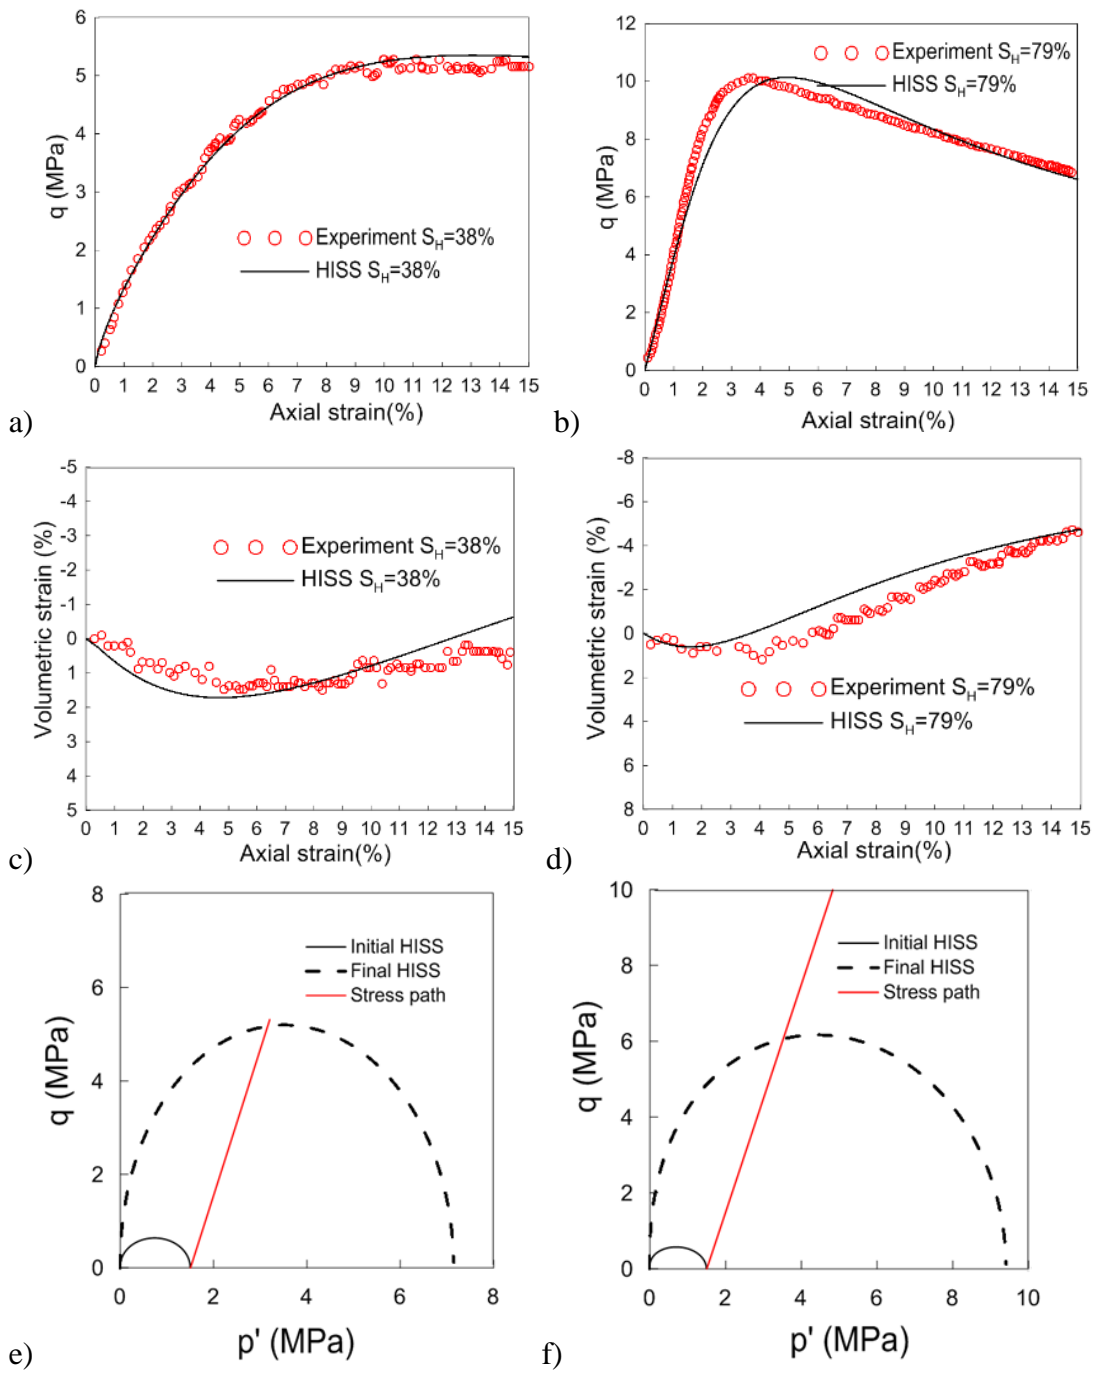 6
5
4
3
2
1
0
q (MPa)
Experiment S_H=38%
HISS S_H=38%
0 1 2 3 4 5 6 7 8 9 10 11 12 13 14 15
Axial strain(%)
a)
12
10
8
6
4
2
0
q (MPa)
Experiment S_H=79%
HISS S_H=79%
0 1 2 3 4 5 6 7 8 9 10 11 12 13 14 15
Axial strain(%)
b)
-5
-4
-3
-2
-1
0
1
2
3
4
5
Volumetric strain (%)
Experiment S_H=38%
HISS S_H=38%
0 1 2 3 4 5 6 7 8 9 10 11 12 13 14 15
Axial strain(%)
c)
-8
-6
-4
-2
0
2
4
6
8
Volumetric strain (%)
Experiment S_H=79%
HISS S_H=79%
0 1 2 3 4 5 6 7 8 9 10 11 12 13 14 15
Axial strain(%)
d)
8
6
4
2
0
q (MPa)
Initial HISS
Final HISS
Stress path
0 2 4 6 8
p' (MPa)
e)
10
8
6
4
2
0
q (MPa)
Initial HISS
Final HISS
Stress path
0 2 4 6 8 10
p' (MPa)
f)